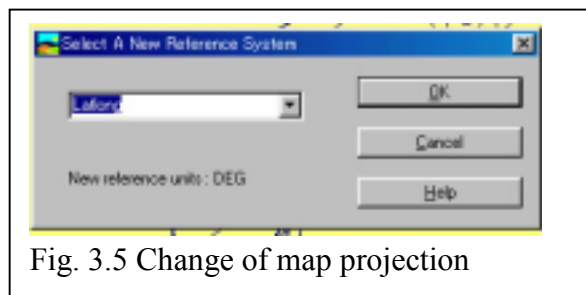 Select A New Reference System
Latlong
OK
Cancel
New reference units : DEG
Help
Fig. 3.5 Change of map projection